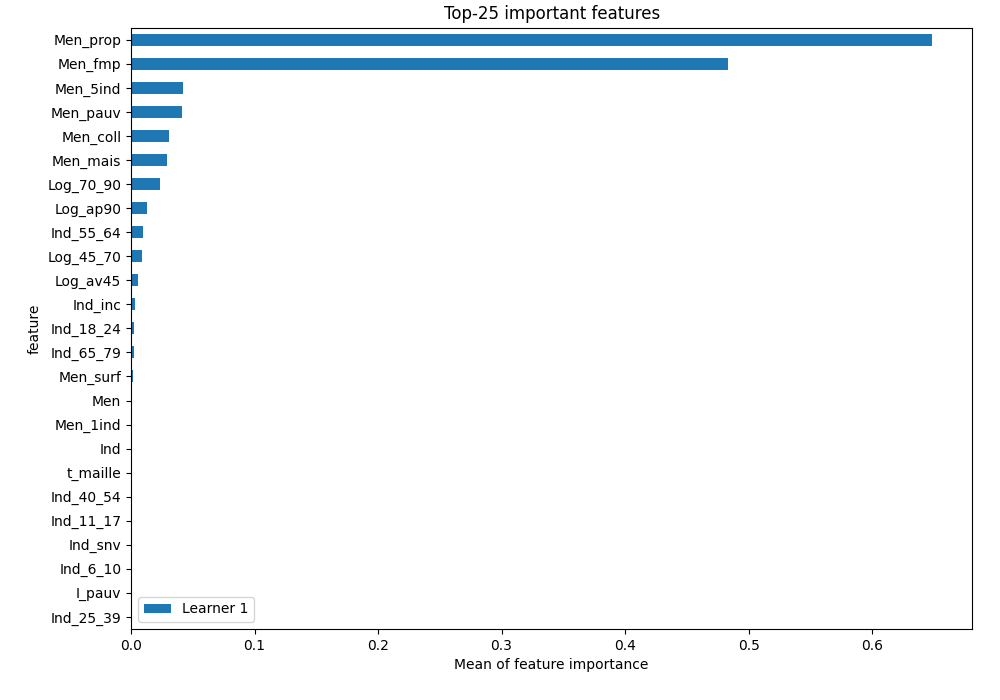 Top-25 important features
Men_prop
Men_fmp
Men_5ind
Men_pauv
Men_coll
Men_mais
Log_70_90
Log_ap90
Ind_55_64
Log_45_70
Log_av45
Ind_inc
Ind_18_24
Ind_65_79
Men_surf
Men
Men_1ind
Ind
t_maille
Ind_40_54
Ind_11_17
Ind_snv
Ind_6_10
I_pauv
Ind_25_39
feature
Learner 1
0.0 0.1 0.2 0.3 0.4 0.5 0.6
Mean of feature importance